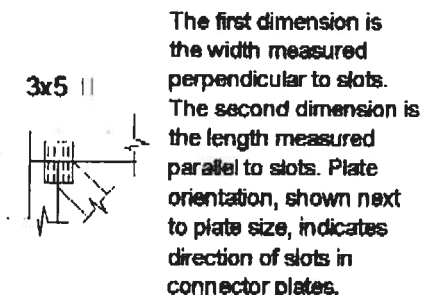 The first dimension is
the width measured
perpendicular to slots.
3x5 ||
The second dimension is
the length measured
parallel to slots. Plate
orientation, shown next
to plate size, indicates
direction of slots in
connector plates.